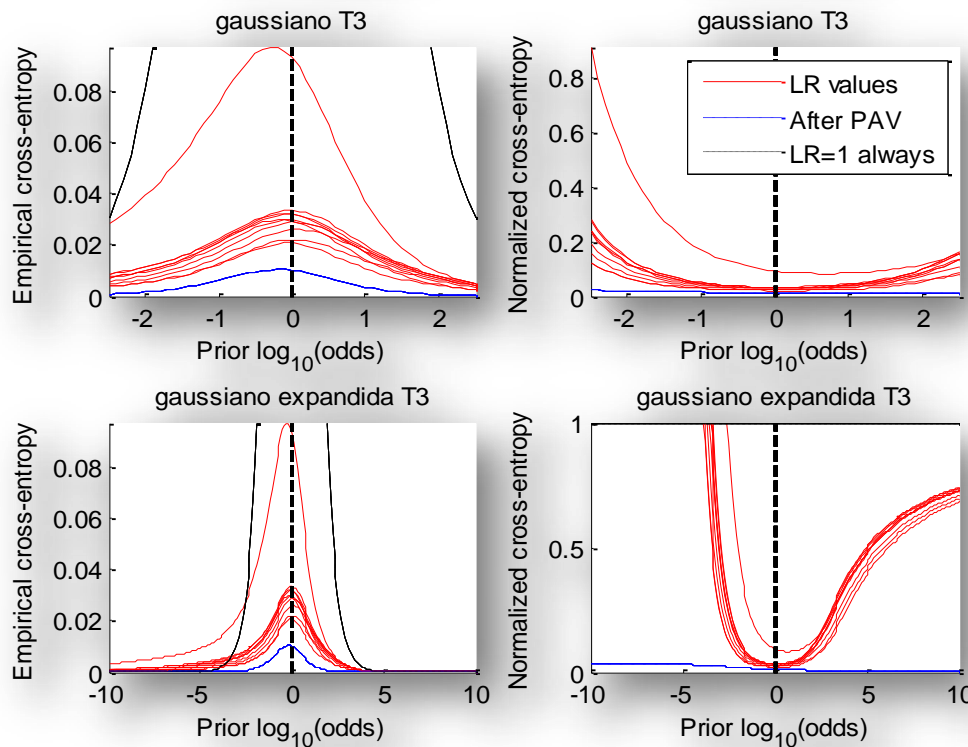 gaussiano T3
Empirical cross-entropy
0.08
0.06
0.04
0.02
0
-2 -1 0 1 2
Prior log10(odds)
gaussiano T3
Normalized cross-entropy
0.8
0.6
0.4
0.2
0
LR values
After PAV
LR=1 always
-2 -1 0 1 2
Prior log10(odds)
gaussiano expandida T3
Empirical cross-entropy
0.08
0.06
0.04
0.02
0
-10 -5 0 5 10
Prior log10(odds)
gaussiano expandida T3
Normalized cross-entropy
1
0.5
0
-10 -5 0 5 10
Prior log10(odds)